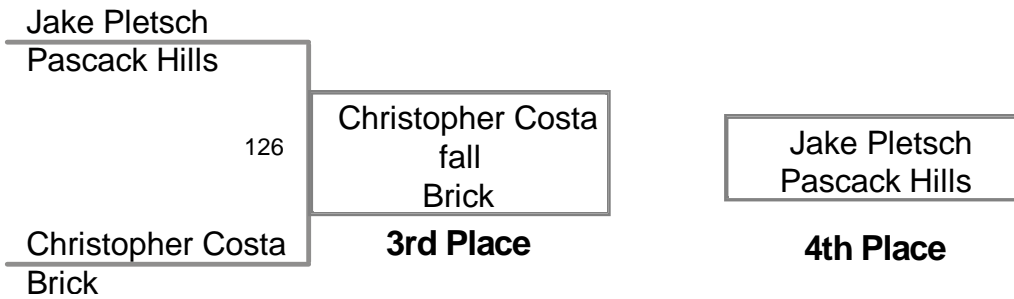 Jake Pletsch
Pascack Hills
126
Christopher Costa
Brick
Christopher Costa
fall
Brick
3rd Place
Jake Pletsch
Pascack Hills
4th Place